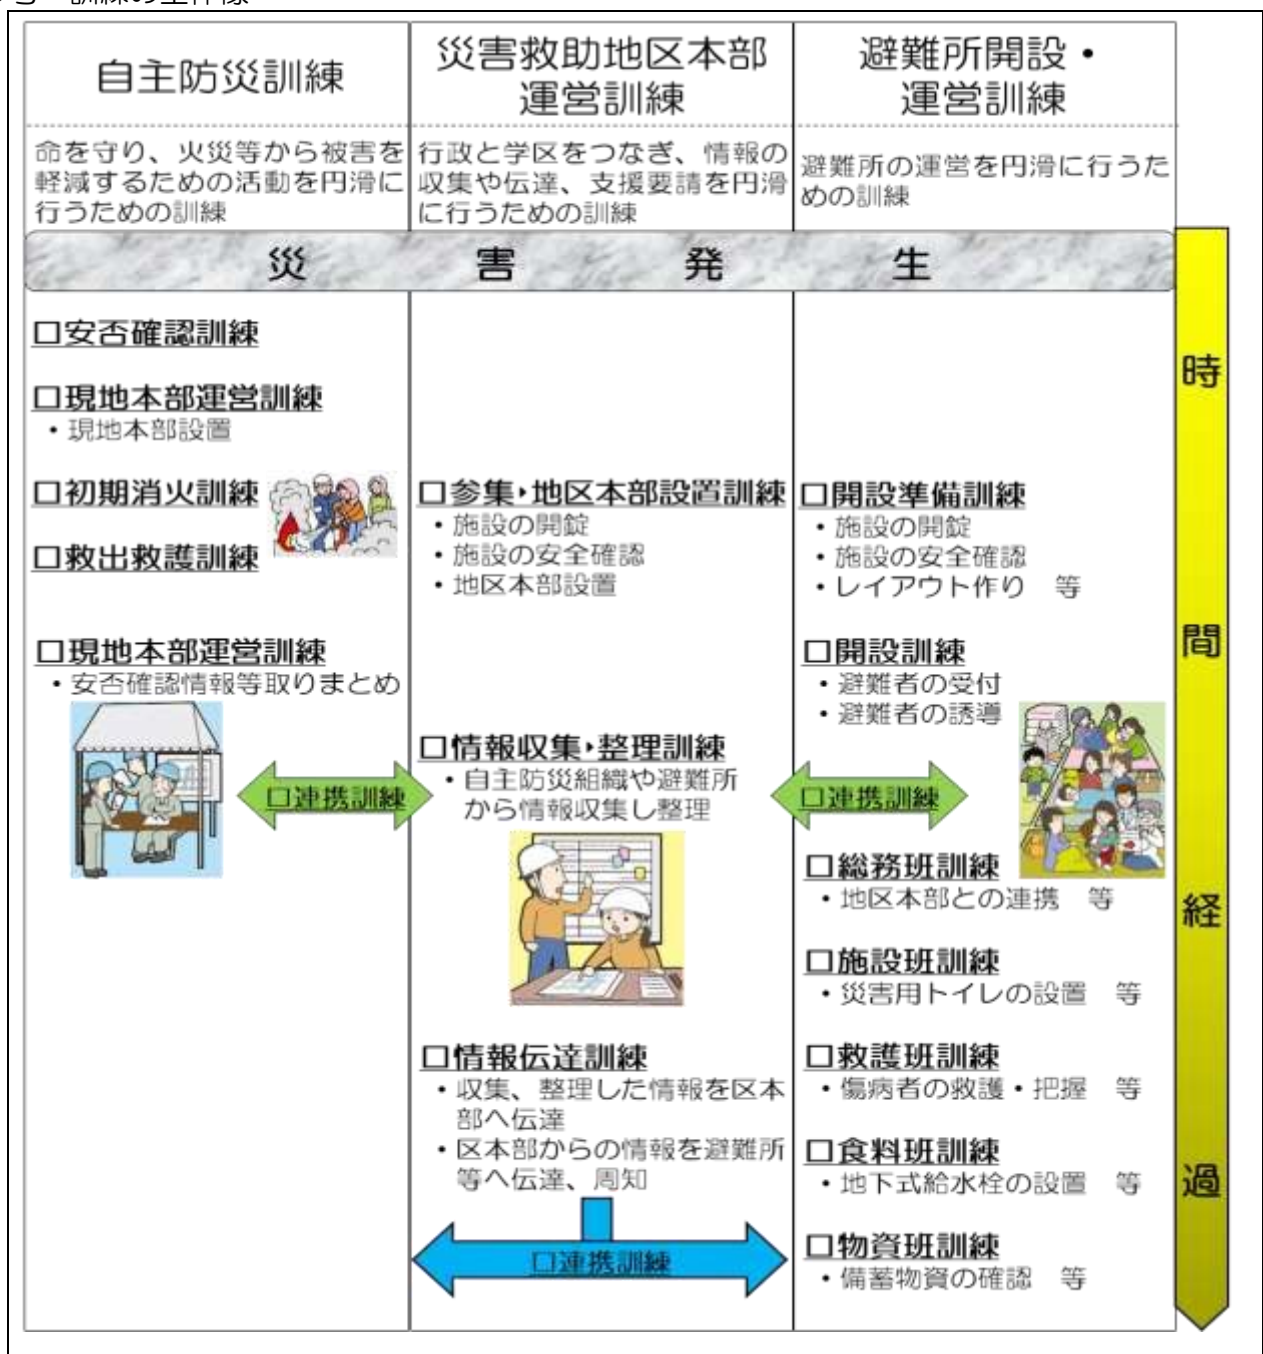 訓練の全体像
自主防災訓練
命を守り、火災等から被害を
軽減するための活動を円滑に
行うための訓練
災害救助地区本部
運営訓練
行政と学区をつなぎ、情報の
収集や伝達、支援要請を円滑
に行うための訓練
避難所開設・
運営訓練
避難所の運営を円滑に行うた
めの訓練
災害発生
□安否確認訓練
□現地本部運営訓練
・現地本部設置
□初期消火訓練
□救出救護訓練
□現地本部運営訓練
・安否確認情報等取りまとめ
□連携訓練
□参集・地区本部設置訓練
・施設の開錠
・施設の安全確認
・地区本部設置
□情報収集・整理訓練
・自主防災組織や避難所
から情報収集し整理
□情報伝達訓練
・収集、整理した情報を区本
部へ伝達
・区本部からの情報を避難所
等へ伝達、周知
□連携訓練
□開設準備訓練
・施設の開錠
・施設の安全確認
・レイアウト作り　等
□開設訓練
・避難者の受付
・避難者の誘導
□連携訓練
□総務班訓練
・地区本部との連携　等
□施設班訓練
・災害用トイレの設置　等
□救護班訓練
・傷病者の救護・把握　等
□食料班訓練
・地下式給水栓の設置　等
□物資班訓練
・備蓄物資の確認　等
時間経過